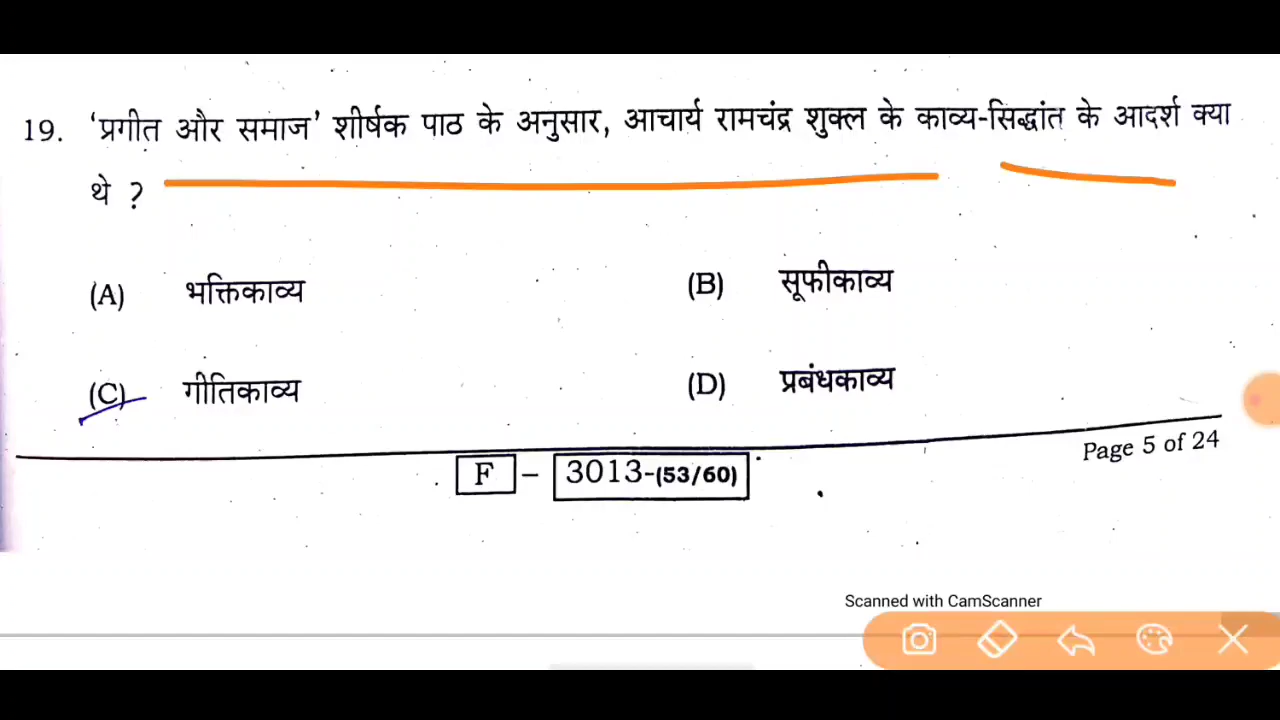 19. ‘प्रगीत और समाज’ शीर्षक पाठ के अनुसार, आचार्य रामचंद्र शुक्ल के काव्य-सिद्धांत के आदर्श क्या
थे ?
(A) भक्तिकाव्य (B) सूफीकाव्य
(C) गीतिकाव्य (D) प्रबंधकाव्य
Page 5 of 24
F – 3013-(53/60)
Scanned with CamScanner